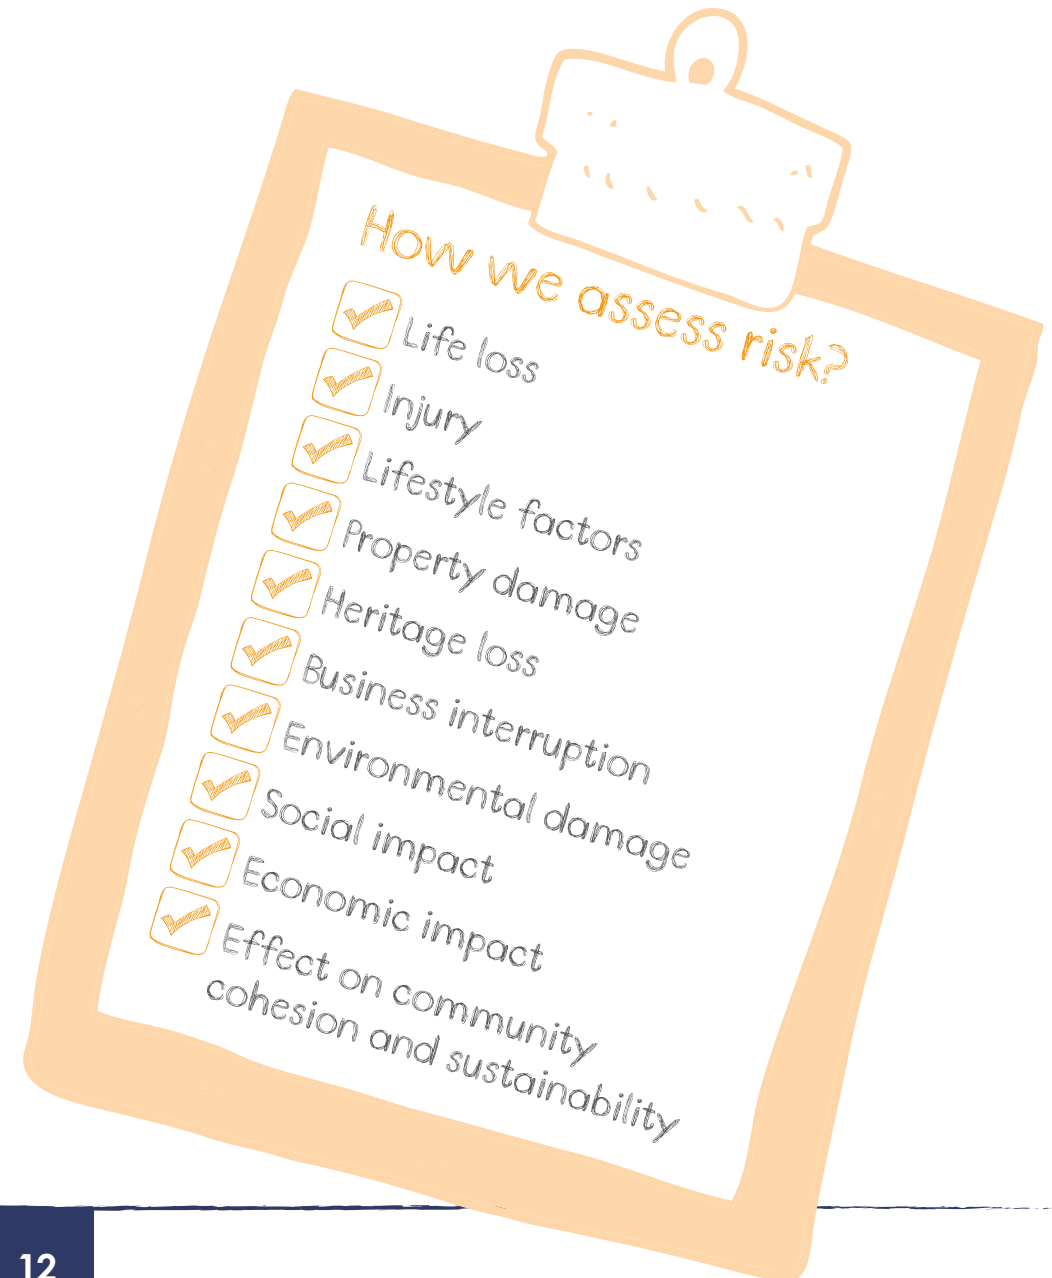 How we assess risk?
Life loss
Injury
Lifestyle factors
Property damage
Heritage loss
Business interruption
Environmental damage
Social impact
Economic impact
Effect on community
cohesion and sustainability
12